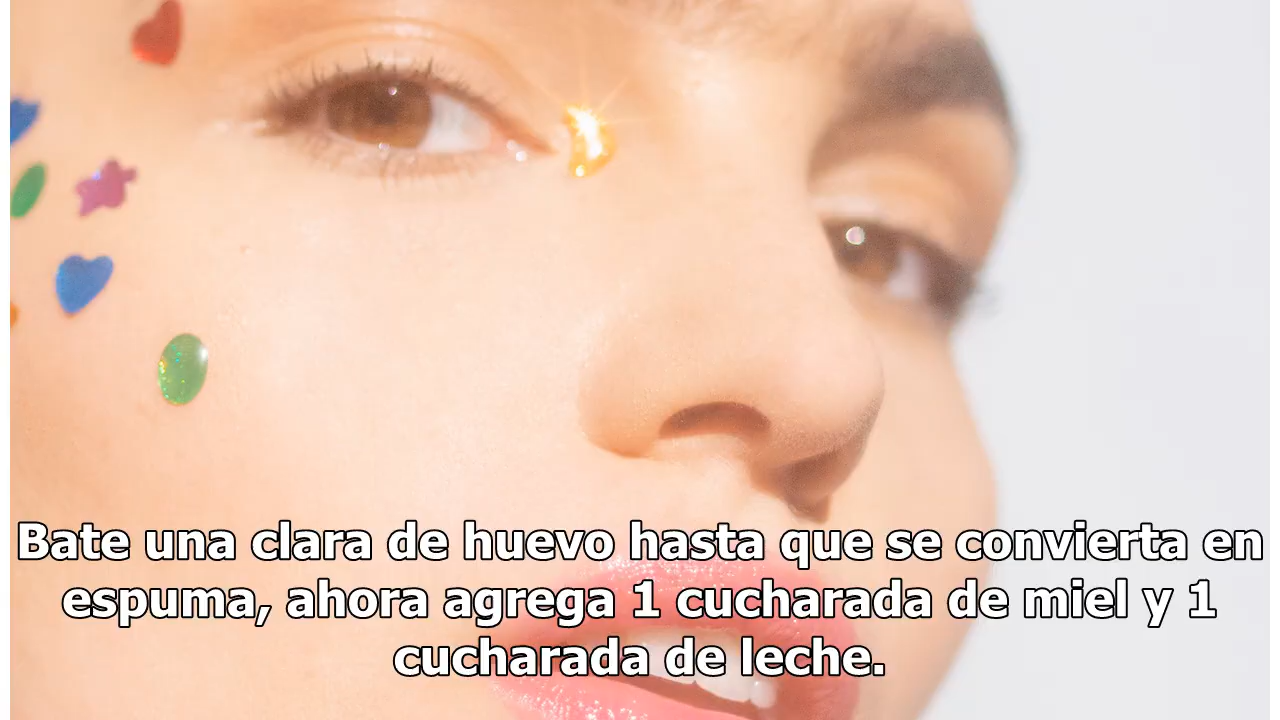 Bate una clara de huevo hasta que se convierta en
espuma, ahora agrega 1 cucharada de miel y 1
cucharada de leche.